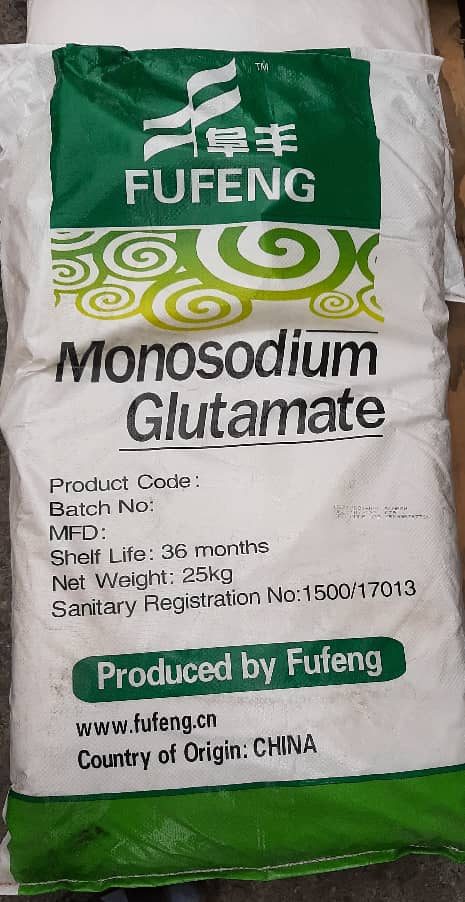 TM
富丰
FUFENG
Monosodium
Glutamate
Product Code:
Batch No:
MFD:
Shelf Life: 36 months
Net Weight: 25kg
Sanitary Registration No:1500/17013
Produced by Fufeng
www.fufeng.cn
Country of Origin: CHINA